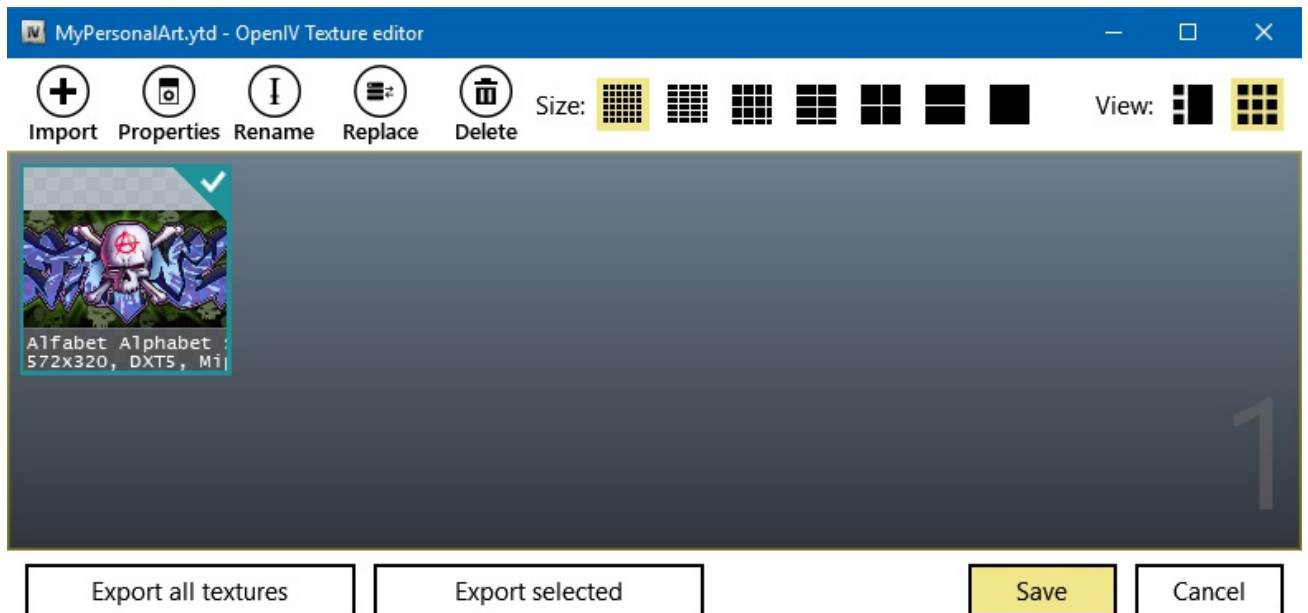 IV MyPersonalArt.ytd - OpenIV Texture editor
Import Properties Rename Replace Delete Size: View:
A
Alfabet Alphabet
572x320, DXT5, Mi
1
Export all textures Export selected Save Cancel